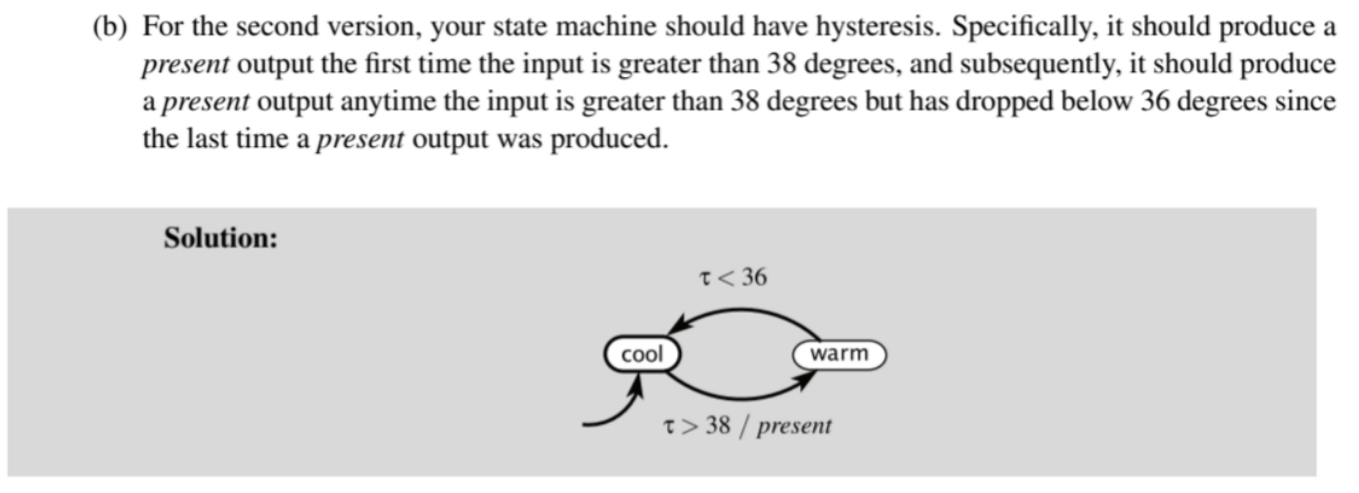 (b) For the second version, your state machine should have hysteresis. Specifically, it should produce a
present output the first time the input is greater than 38 degrees, and subsequently, it should produce
a present output anytime the input is greater than 38 degrees but has dropped below 36 degrees since
the last time a present output was produced.
Solution:
τ < 36
cool
warm
τ > 38 / present